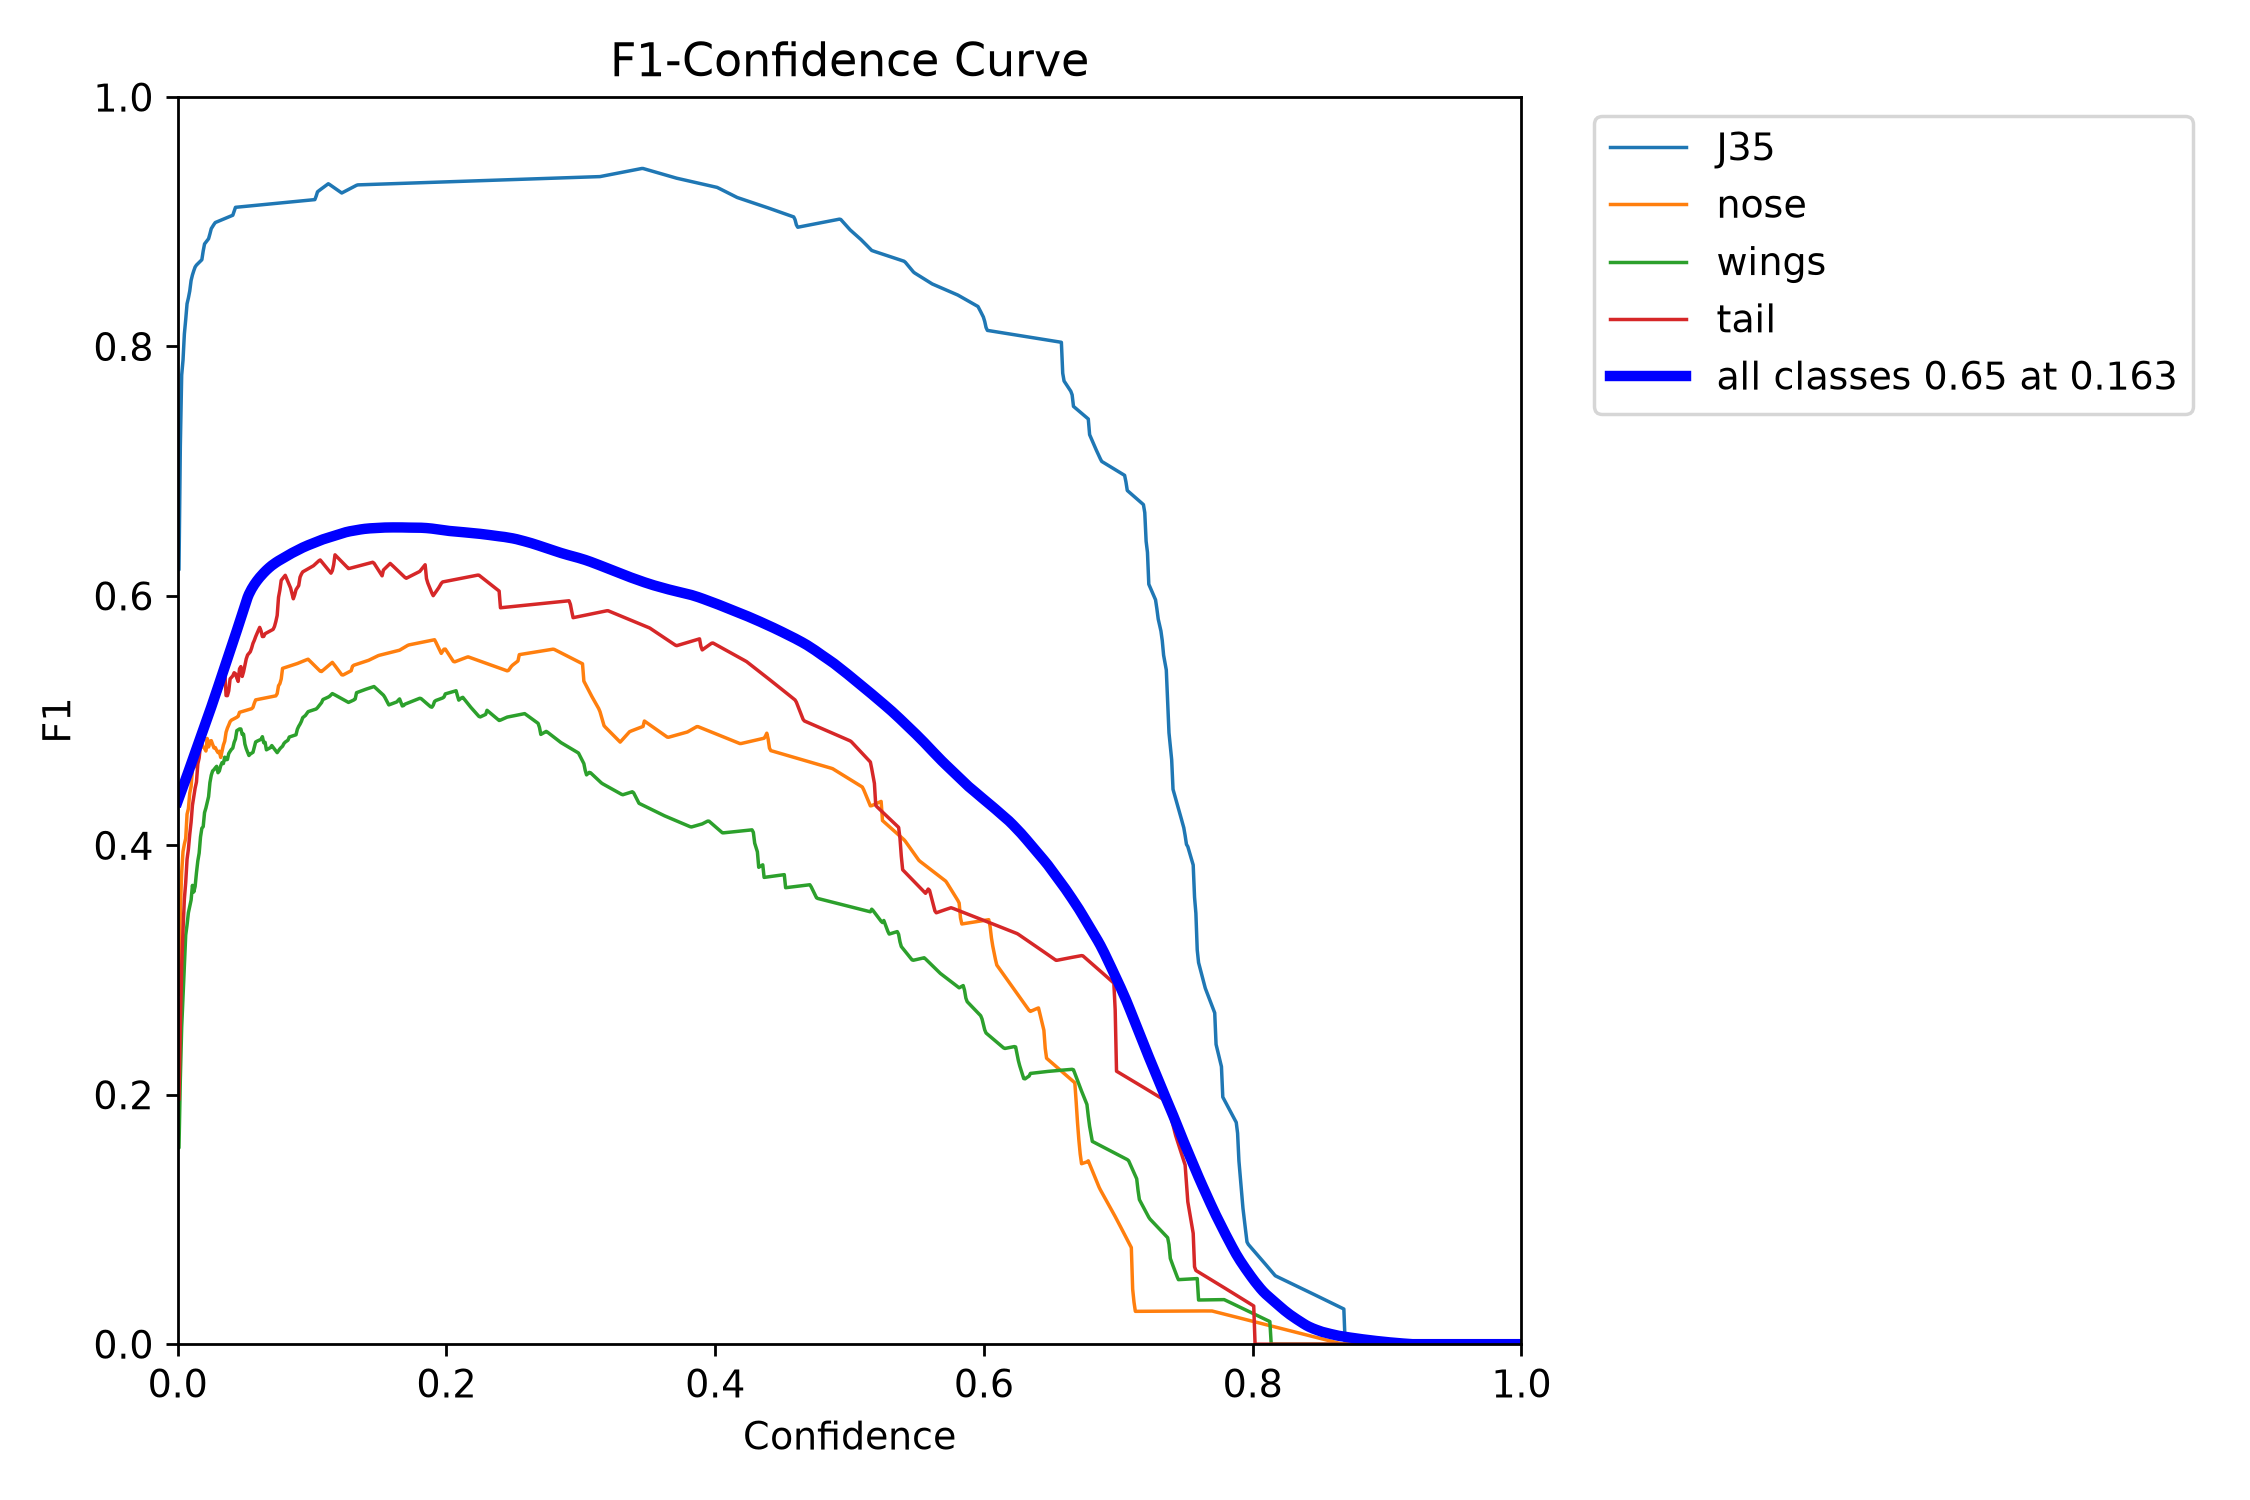 F1-Confidence Curve
1.0
0.8
0.6
0.4
0.2
0.0
F1
0.0 0.2 0.4 0.6 0.8 1.0
Confidence
J35
nose
wings
tail
all classes 0.65 at 0.163